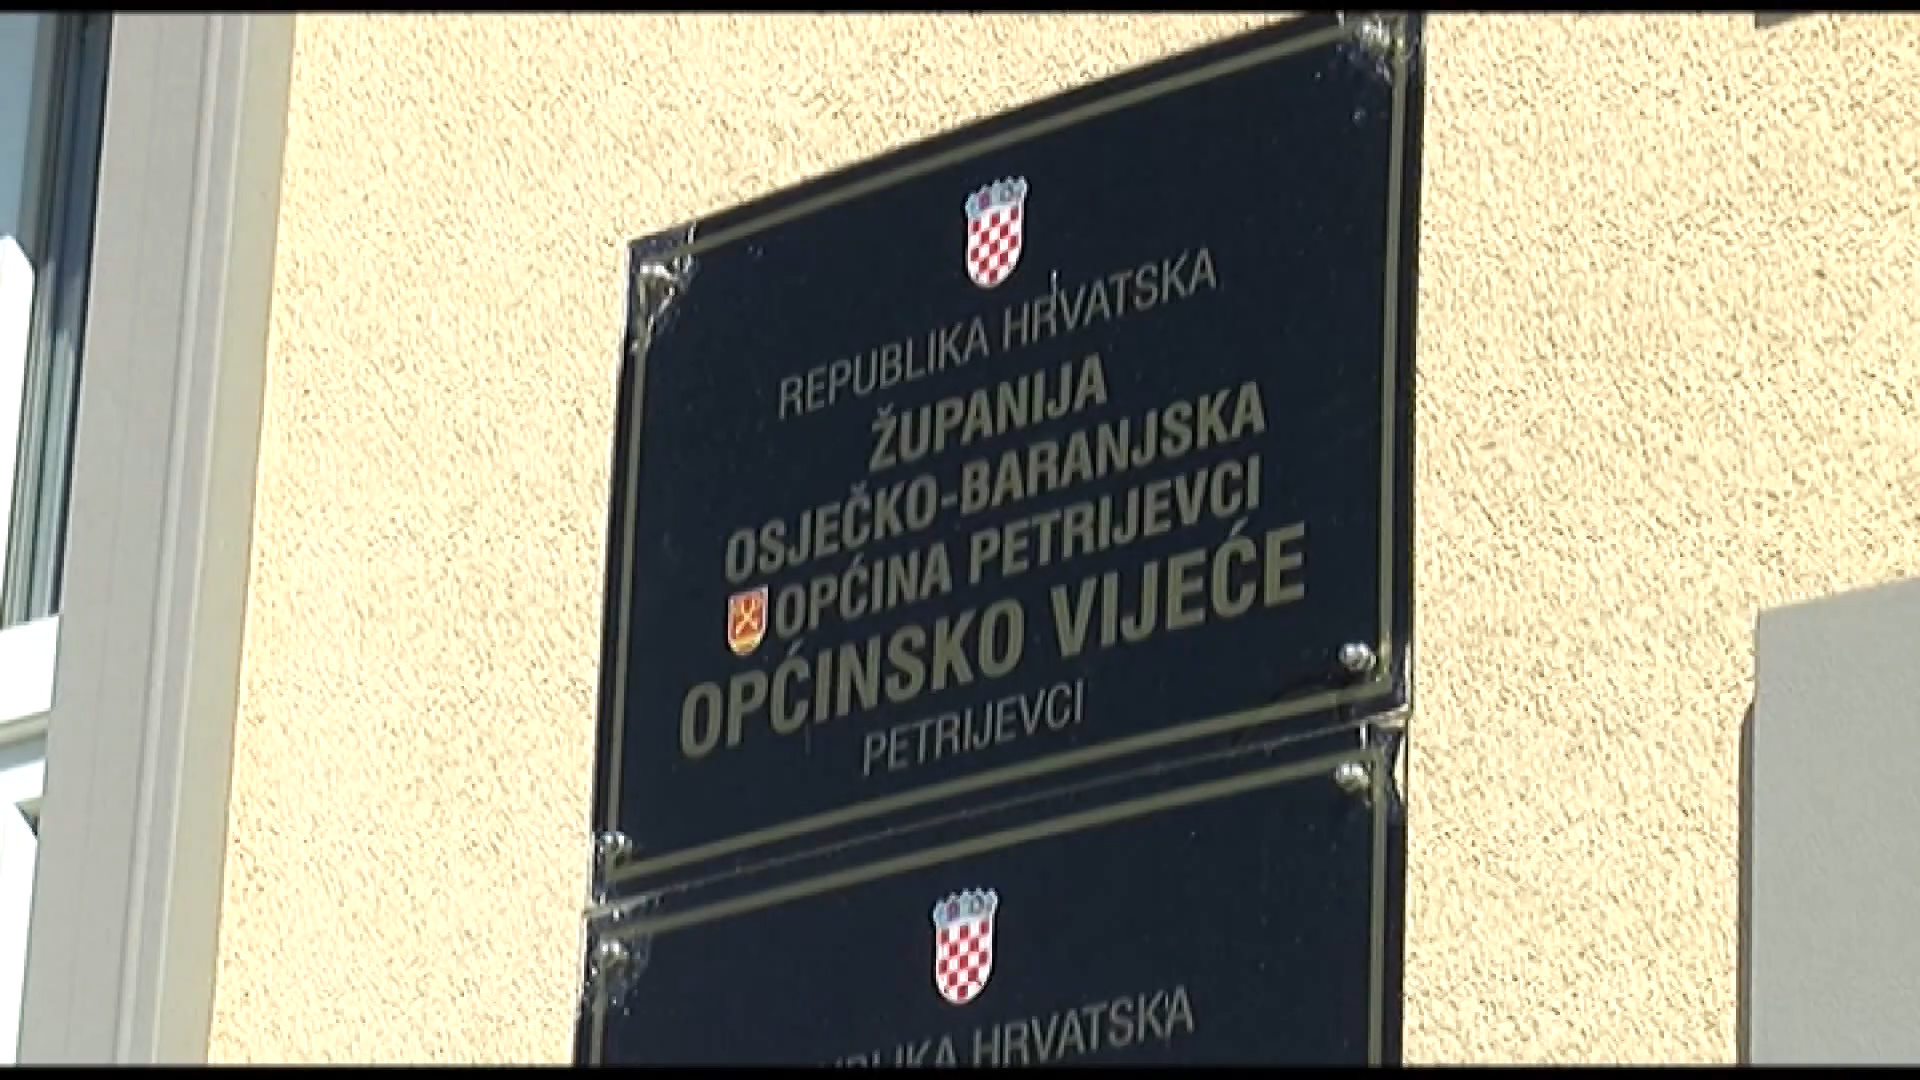 REPUBLIKA HRVATSKA
ŽUPANIJA
OSJEČKO-BARANJSKA
OPĆINA PETRIJEVCI
OPĆINSKO VIJEĆE
PETRIJEVCI
HRVATSKA